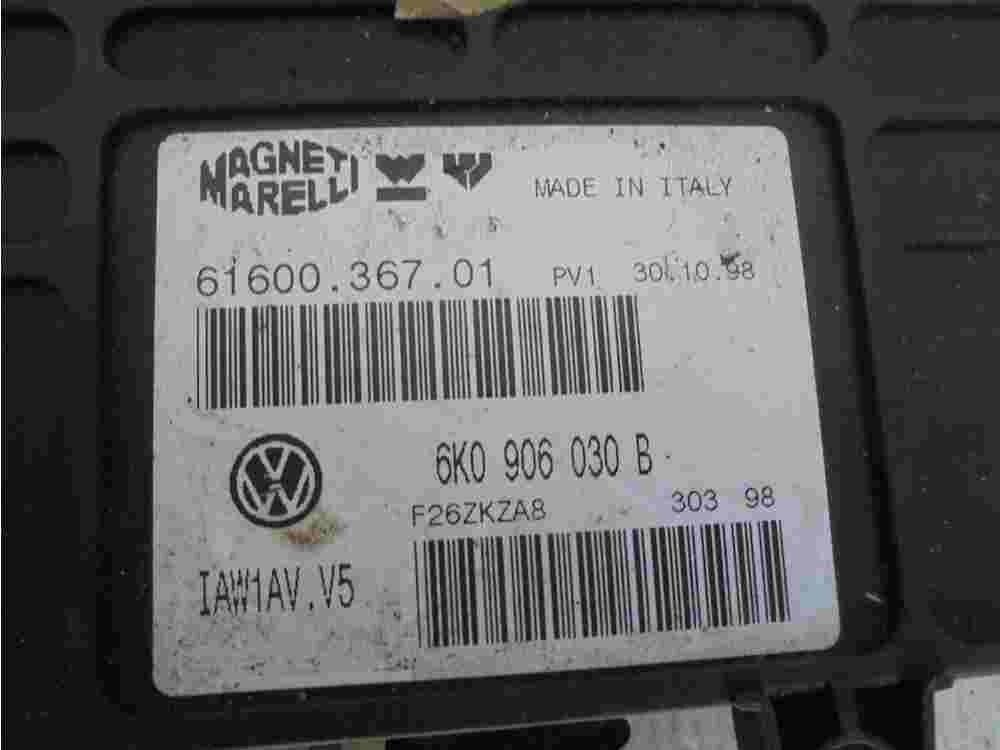 MAGNETI
MARELLI
MADE IN ITALY
61600.367.01 PV1 30.10.98
6K0 906 030 B
F26ZKZA8 303 98
IAW1AV.V5